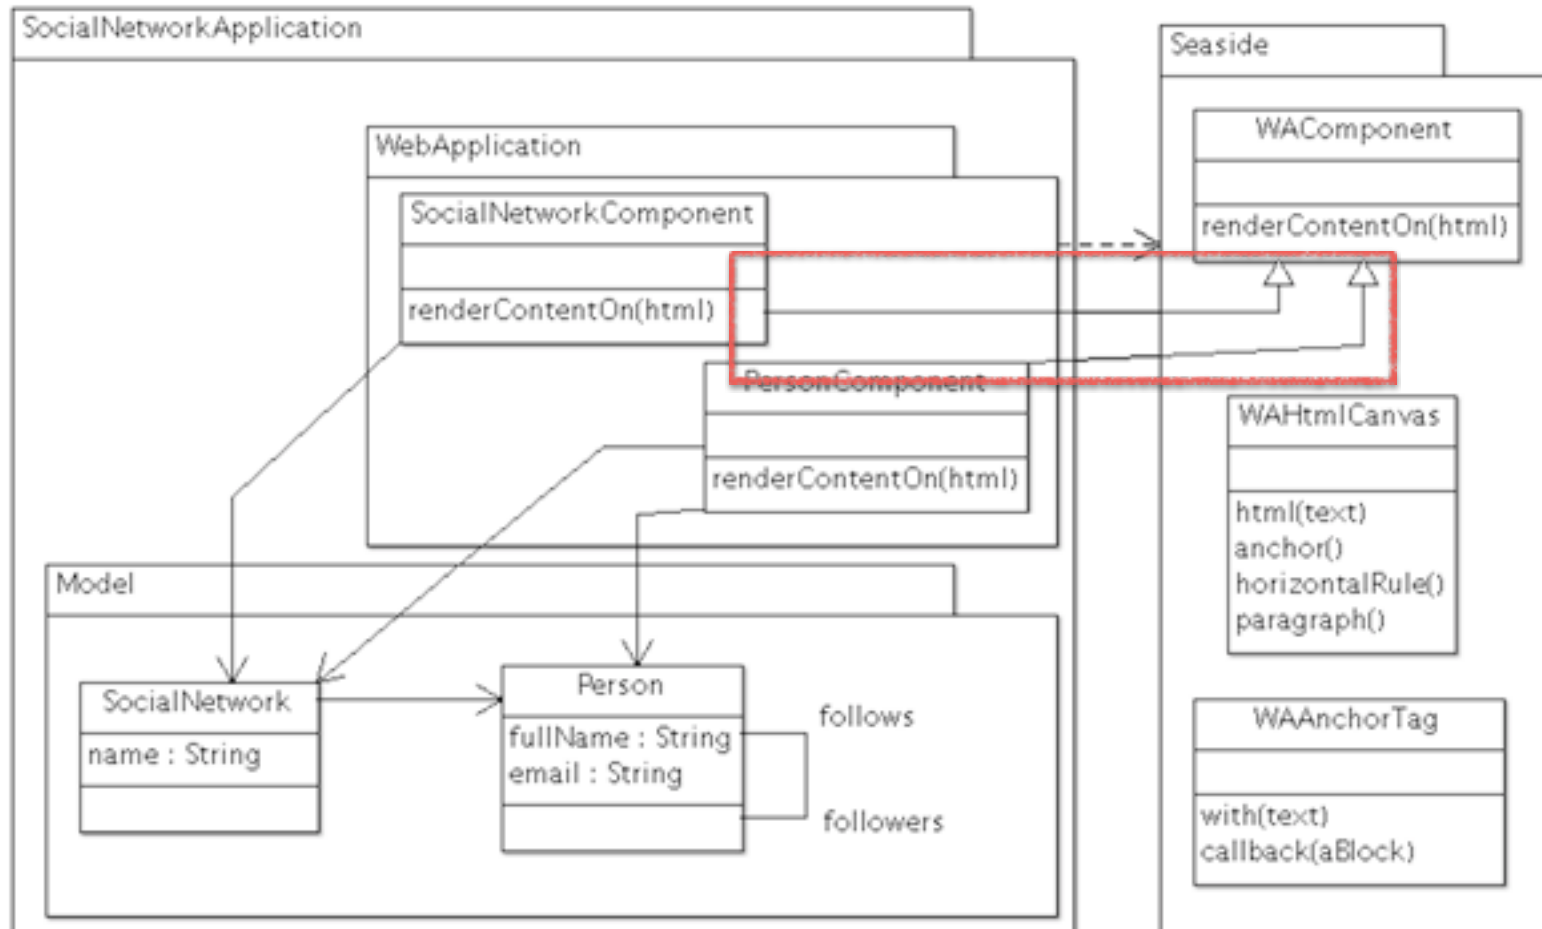 SocialNetworkApplication
Seaside
WAComponent
renderContentOn(html)
WebApplication
SocialNetworkComponent
renderContentOn(html)
PersonComponent
renderContentOn(html)
WAHtmlCanvas
html(text)
anchor()
horizontalRule()
paragraph()
Model
SocialNetwork
name : String
Person
fullName : String
email : String
follows
followers
WAAnchorTag
with(text)
callback(aBlock)